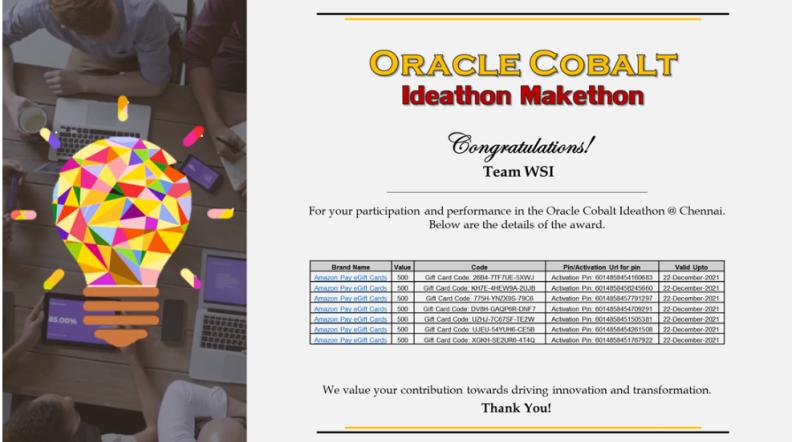 ORACLE COBALT
Ideathon Makethon
Congratulations!
Team WSI
For your participation and performance in the Oracle Cobalt Ideathon @ Chennai.
Below are the details of the award.
Brand Name Value Code Pin/Activation Url for pin Valid Upto
Amazon Pay eGift Cards 500 Gift Card Code: 26B4-7TF7UE-5XWJ Activation Pin: 6014858454160683 22-December-2021
Amazon Pay eGift Cards 500 Gift Card Code: KH7E-4HEW9A-2UJB Activation Pin: 6014858458245660 22-December-2021
Amazon Pay eGift Cards 500 Gift Card Code: 775H-YNZX9S-79C6 Activation Pin: 6014858457791297 22-December-2021
Amazon Pay eGift Cards 500 Gift Card Code: DV8H-GAQP6R-DNF7 Activation Pin: 6014858454709291 22-December-2021
Amazon Pay eGift Cards 500 Gift Card Code: UZHJ-7C67SF-TE2W Activation Pin: 6014858451505381 22-December-2021
Amazon Pay eGift Cards 500 Gift Card Code: UJEU-54YUH6-CE5B Activation Pin: 6014858454261508 22-December-2021
Amazon Pay eGift Cards 500 Gift Card Code: XGKH-SE2UR6-4T4Q Activation Pin: 6014858451767922 22-December-2021
We value your contribution towards driving innovation and transformation.
Thank You!